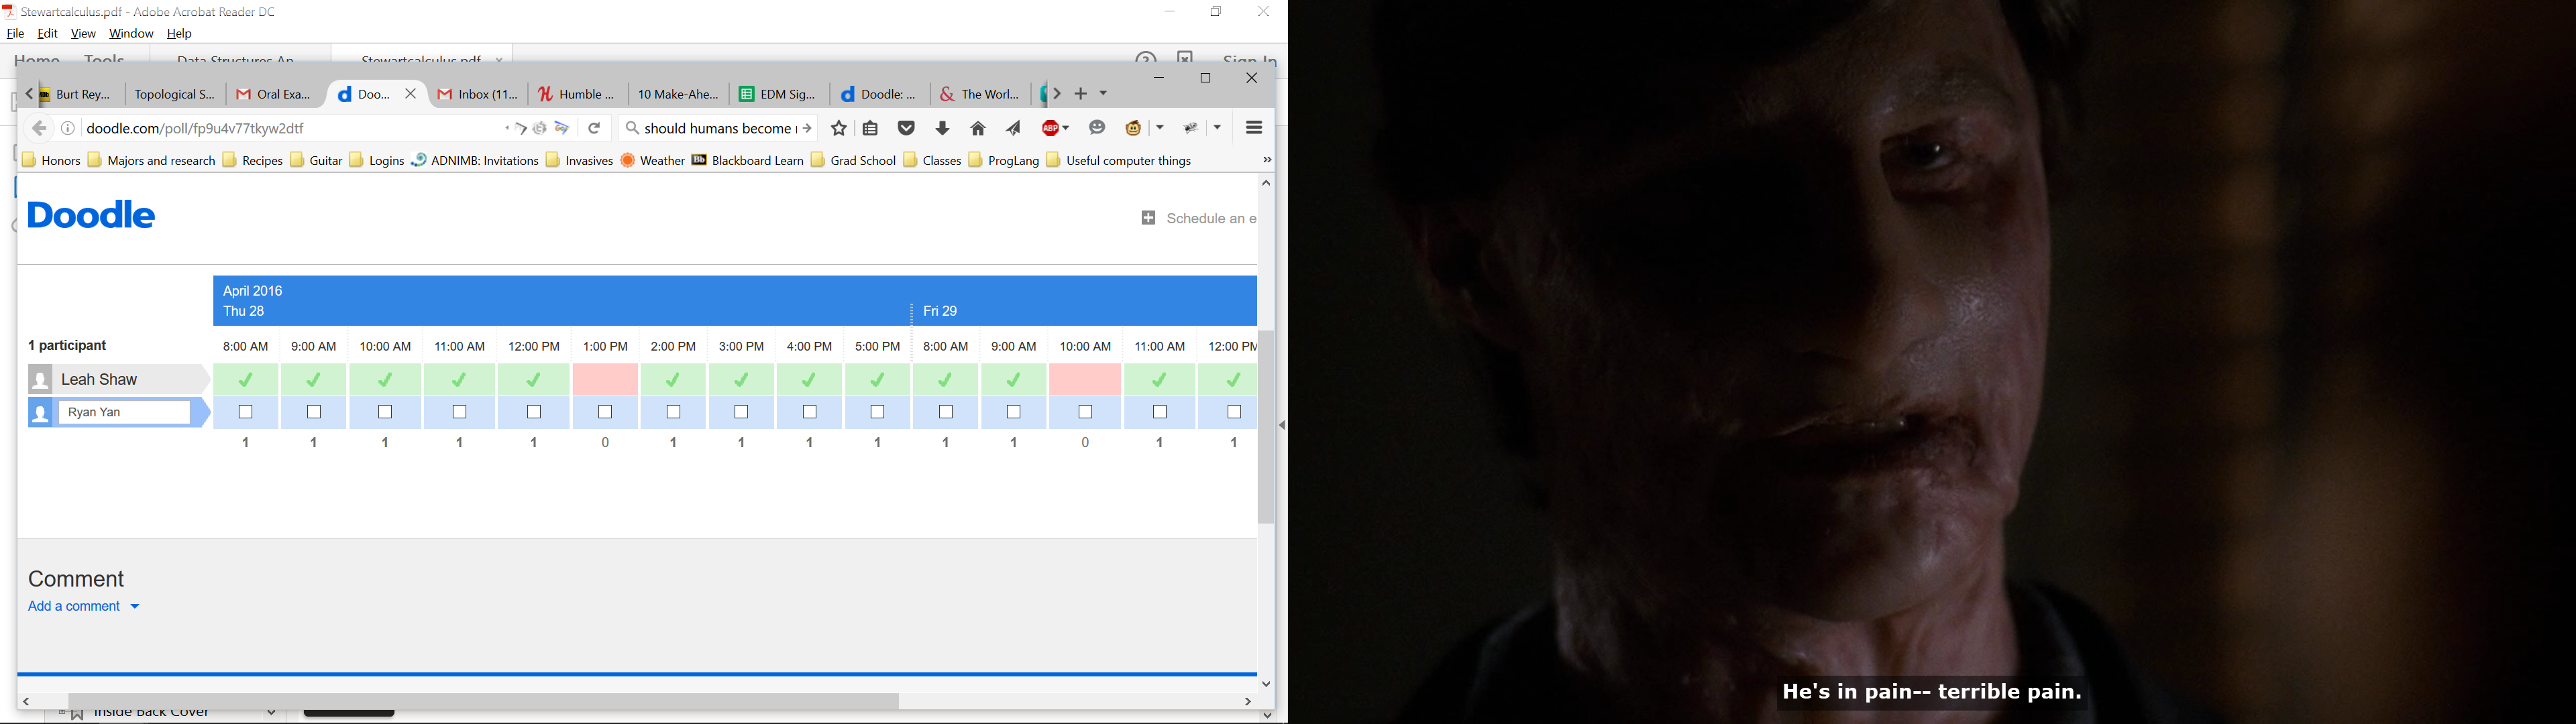 Stewartcalculus.pdf - Adobe Acrobat Reader DC
File Edit View Window Help
Home Tools Data Structures An... Stewartcalculus.pdf × Sign In
Burt Rey... Topological S... Oral Exa... Doo... Inbox (11... Humble ... 10 Make-Ahe... EDM Sig... Doodle: ... The Worl...
doodle.com/poll/fp9u4v77tkyw2dtf should humans become ABP
Honors Majors and research Recipes Guitar Logins ADNIMB: Invitations Invasives Weather Bb Blackboard Learn Grad School Classes ProgLang Useful computer things »
Doodle
Schedule an e
April 2016
Thu 28 Fri 29
1 participant 8:00 AM 9:00 AM 10:00 AM 11:00 AM 12:00 PM 1:00 PM 2:00 PM 3:00 PM 4:00 PM 5:00 PM 8:00 AM 9:00 AM 10:00 AM 11:00 AM 12:00 PM
Leah Shaw
Ryan Yan
1 1 1 1 1 0 1 1 1 1 1 1 0 1 1
Comment
Add a comment
Inside Back Cover
He's in pain-- terrible pain.